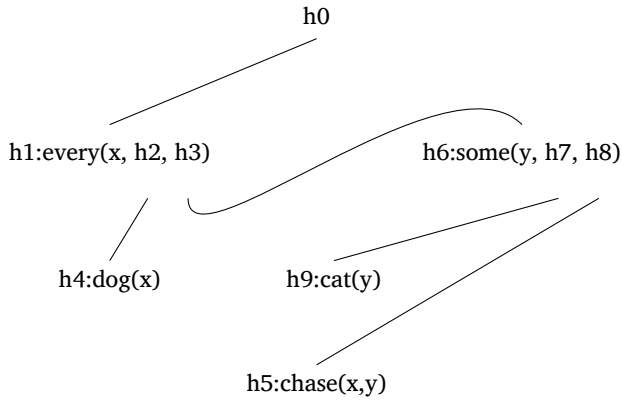 h0
h1:every(x, h2, h3)
h6:some(y, h7, h8)
h4:dog(x)
h9:cat(y)
h5:chase(x,y)